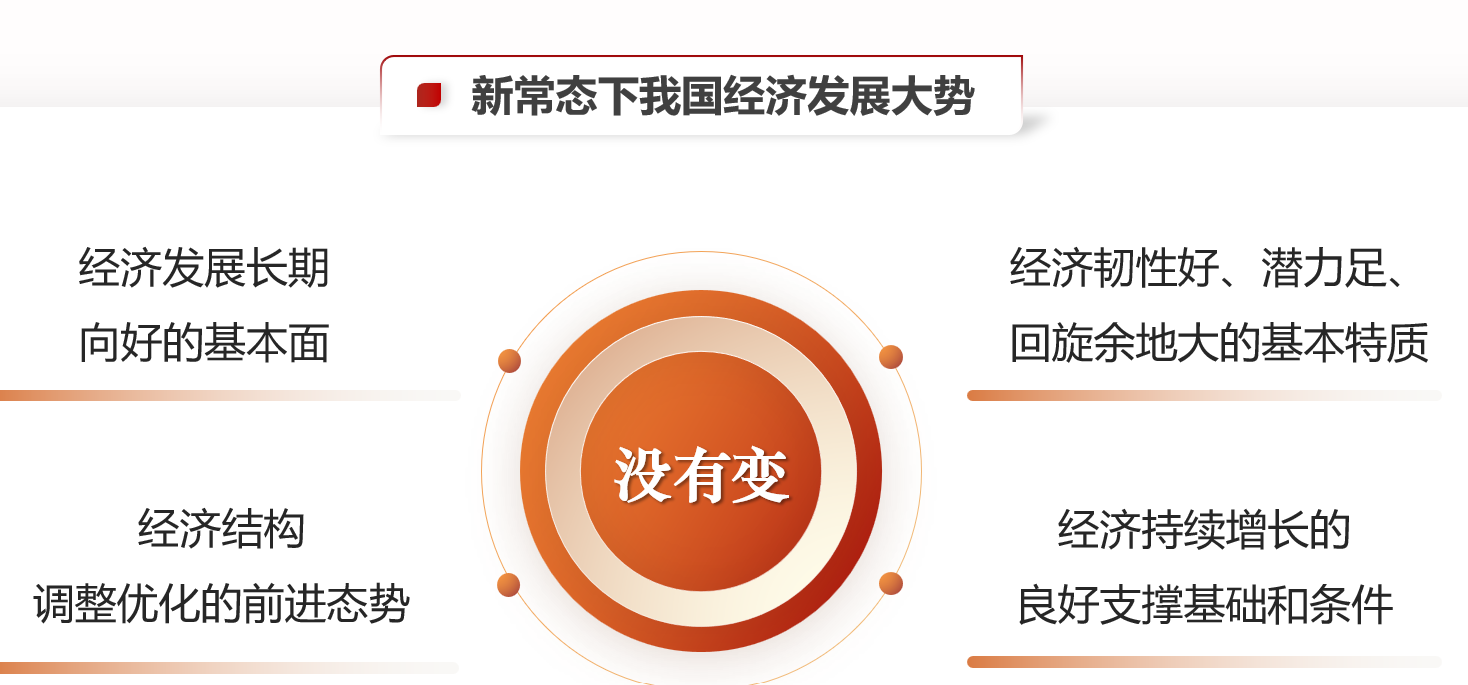 新常态下我国经济发展大势
经济发展长期
向好的基本面
经济韧性好、潜力足、
回旋余地大的基本特质
没有变
经济结构
调整优化的前进态势
经济持续增长的
良好支撑基础和条件